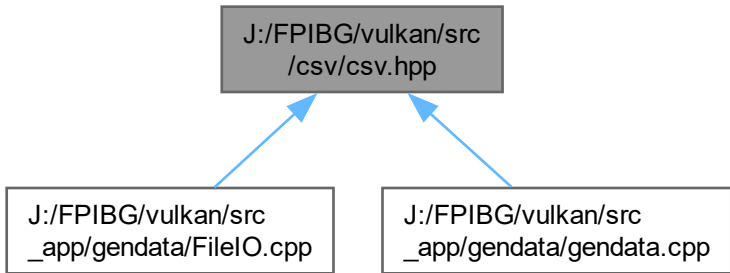 J:/FPIBG/vulkan/src
/csv/csv.hpp
J:/FPIBG/vulkan/src
_app/gendata/FileIO.cpp
J:/FPIBG/vulkan/src
_app/gendata/gendata.cpp